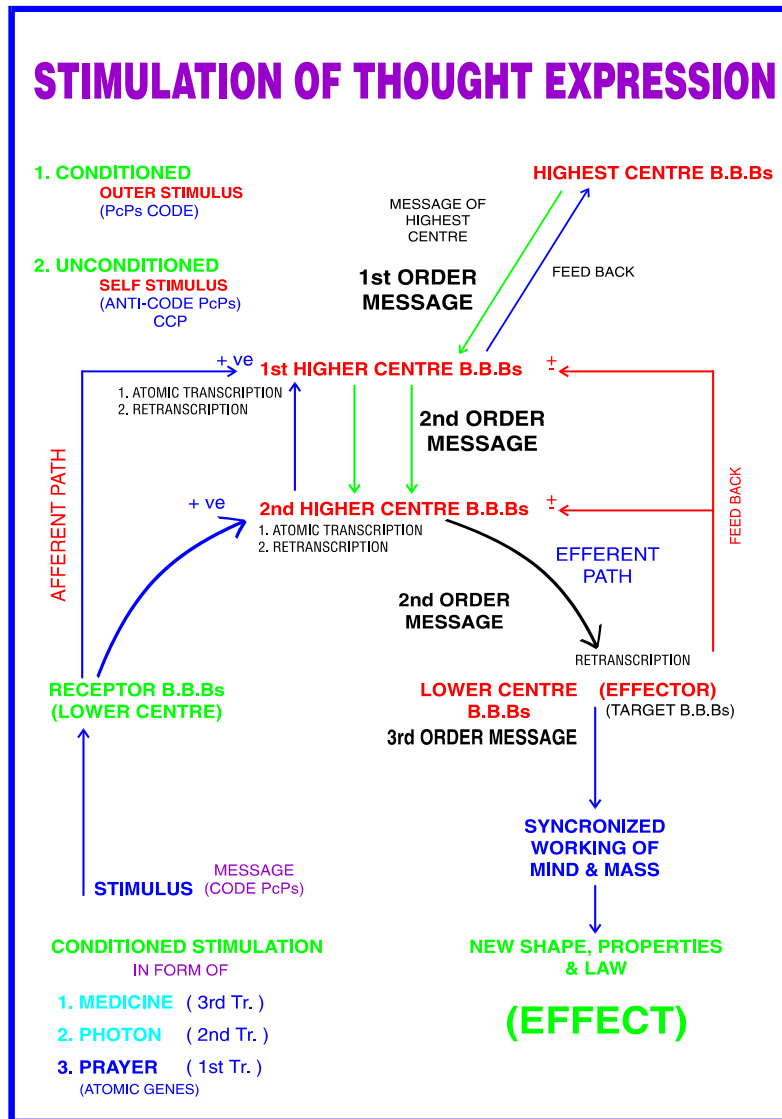 STIMULATION OF THOUGHT EXPRESSION
1. CONDITIONED
OUTER STIMULUS
(PcPs CODE)
HIGHEST CENTRE B.B.Bs
MESSAGE OF
HIGHEST
CENTRE
2. UNCONDITIONED
SELF STIMULUS
(ANTI-CODE PcPs)
CCP
1st ORDER
MESSAGE
FEED BACK
+ ve
1st HIGHER CENTRE B.B.Bs
+
-
1. ATOMIC TRANSCRIPTION
2. RETRANSCRIPTION
2nd ORDER
MESSAGE
AFFERENT PATH
+ ve
2nd HIGHER CENTRE B.B.Bs
+
-
1. ATOMIC TRANSCRIPTION
2. RETRANSCRIPTION
FEED BACK
EFFERENT
PATH
2nd ORDER
MESSAGE
RETRANSCRIPTION
RECEPTOR B.B.Bs
(LOWER CENTRE)
LOWER CENTRE
B.B.Bs
(EFFECTOR)
(TARGET B.B.Bs)
3rd ORDER MESSAGE
SYNCRONIZED
WORKING OF
MIND & MASS
STIMULUS
MESSAGE
(CODE PcPs)
CONDITIONED STIMULATION
IN FORM OF
1. MEDICINE ( 3rd Tr. )
2. PHOTON ( 2nd Tr. )
3. PRAYER ( 1st Tr. )
(ATOMIC GENES)
NEW SHAPE, PROPERTIES
& LAW
(EFFECT)